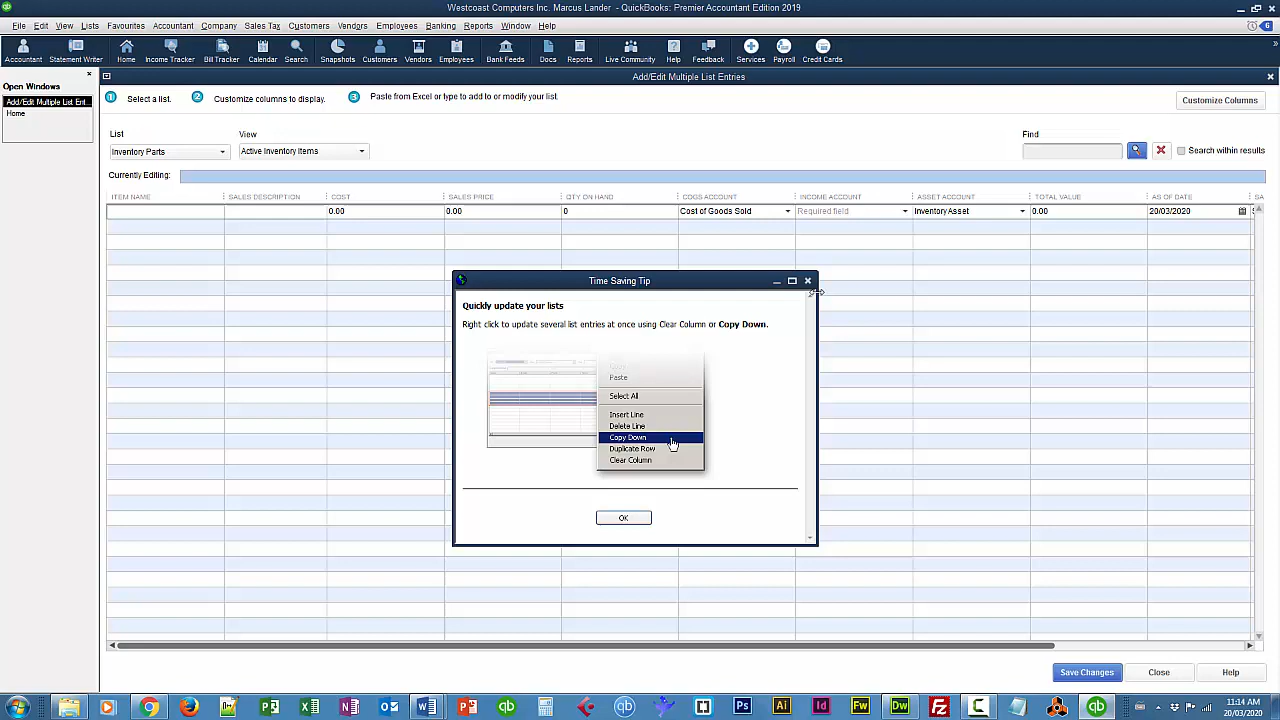 Westcoast Computers Inc. Marcus Lander - QuickBooks: Premier Accountant Edition 2019
File Edit View Lists Favourites Accountant Company Sales Tax Customers Vendors Employees Banking Reports Window Help
6
Accountant Statement Writer Home Income Tracker Bill Tracker Calendar Search Snapshots Customers Vendors Employees Bank Feeds Docs Reports Live Community Help Feedback Services Payroll Credit Cards
Open Windows
Add/Edit Multiple List Ent...
Home
Add/Edit Multiple List Entries
1 Select a list. 2 Customize columns to display. 3 Paste from Excel or type to add to or modify your list.
Customize Columns
List View Find
Inventory Parts Active Inventory Items Search within results
Currently Editing:
ITEM NAME SALES DESCRIPTION COST SALES PRICE QTY ON HAND COGS ACCOUNT INCOME ACCOUNT ASSET ACCOUNT TOTAL VALUE AS OF DATE SA
0.00 0.00 0 Cost of Goods Sold Required field Inventory Asset 0.00 20/03/2020
Time Saving Tip
Quickly update your lists
Right click to update several list entries at once using Clear Column or Copy Down.
Paste
Select All
Insert Line
Delete Line
Copy Down
Duplicate Row
Clear Column
OK
Save Changes Close Help
11:14 AM
20/03/2020